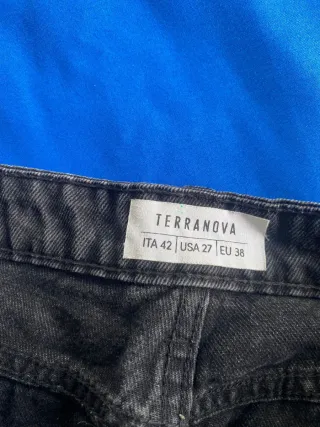 TERRANOVA
ITA 42 | USA 27 | EU 38